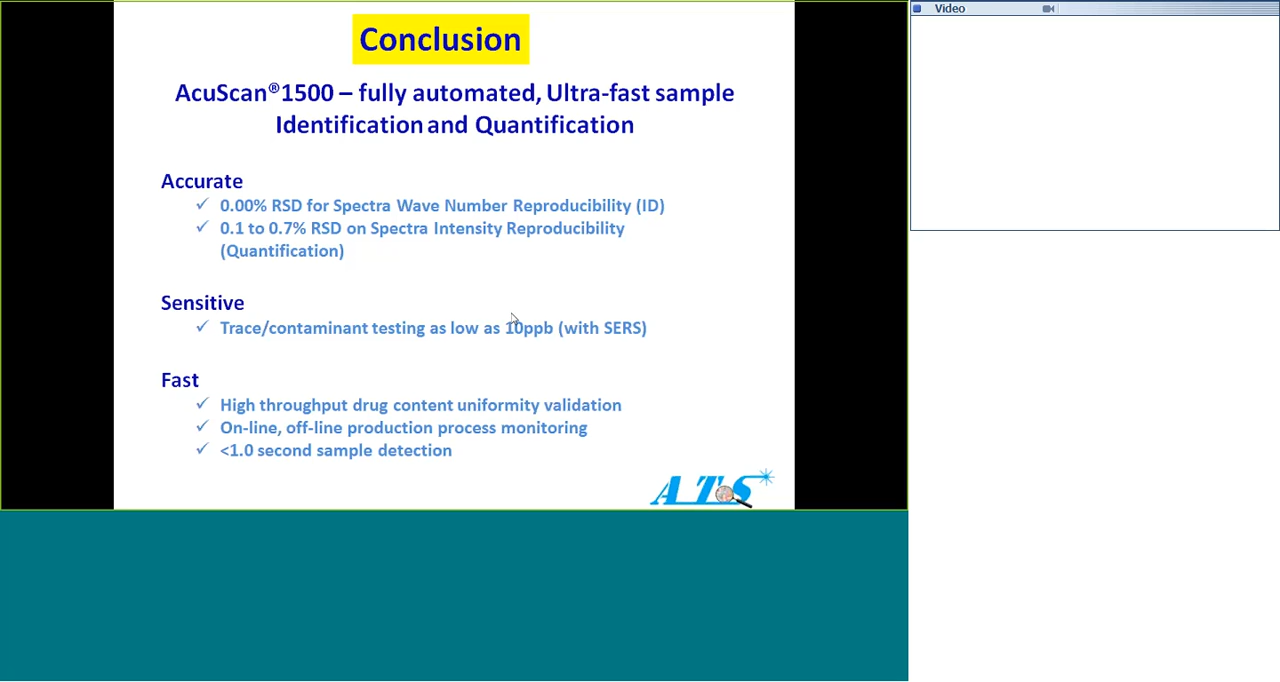 Video
Conclusion
AcuScan®1500 – fully automated, Ultra-fast sample
Identification and Quantification
Accurate
✓ 0.00% RSD for Spectra Wave Number Reproducibility (ID)
✓ 0.1 to 0.7% RSD on Spectra Intensity Reproducibility
(Quantification)
Sensitive
✓ Trace/contaminant testing as low as 10ppb (with SERS)
Fast
✓ High throughput drug content uniformity validation
✓ On-line, off-line production process monitoring
✓ <1.0 second sample detection
ATS